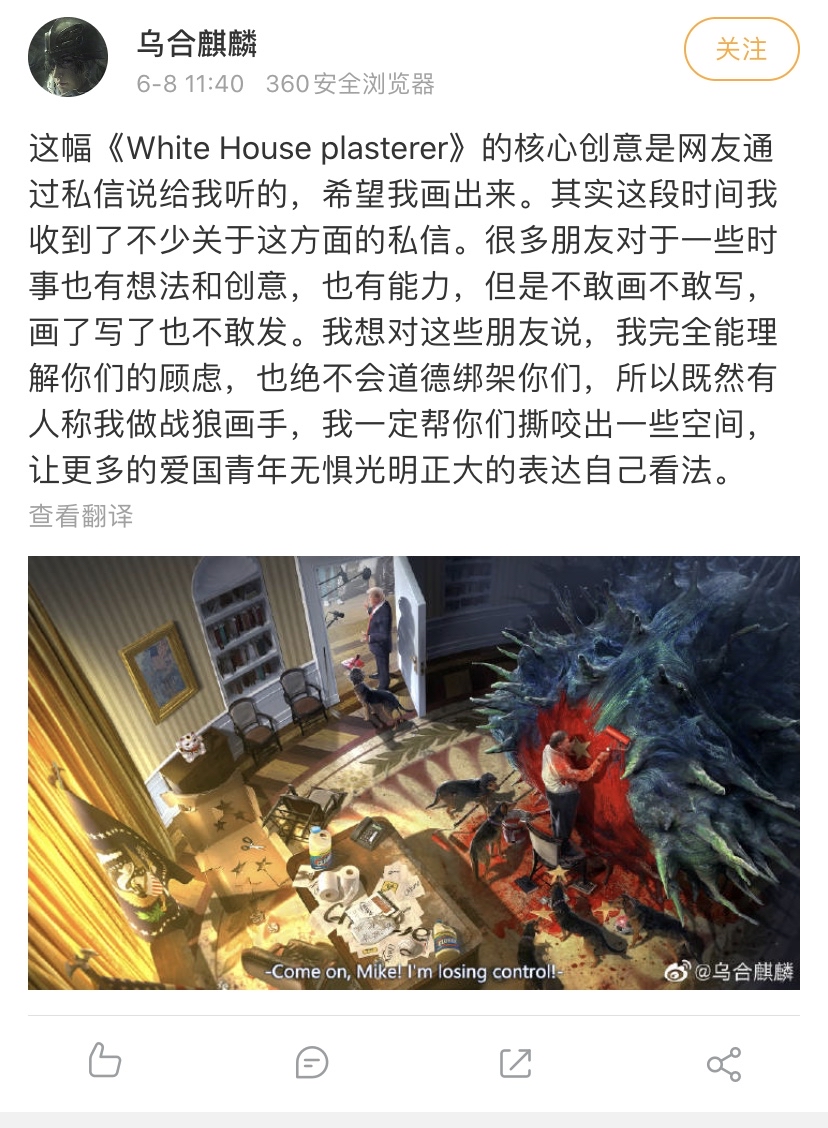 乌合麒麟
关注
6-8 11:40 360安全浏览器
这幅《White House plasterer》的核心创意是网友通
过私信说给我听的，希望我画出来。其实这段时间我
收到了不少关于这方面的私信。很多朋友对于一些时
事也有想法和创意，也有能力，但是不敢画不敢写，
画了写了也不敢发。我想对这些朋友说，我完全能理
解你们的顾虑，也绝不会道德绑架你们，所以既然有
人称我做战狼画手，我一定帮你们撕咬出一些空间，
让更多的爱国青年无惧光明正大的表达自己看法。
查看翻译
-Come on, Mike! I'm losing control!-
@乌合麒麟